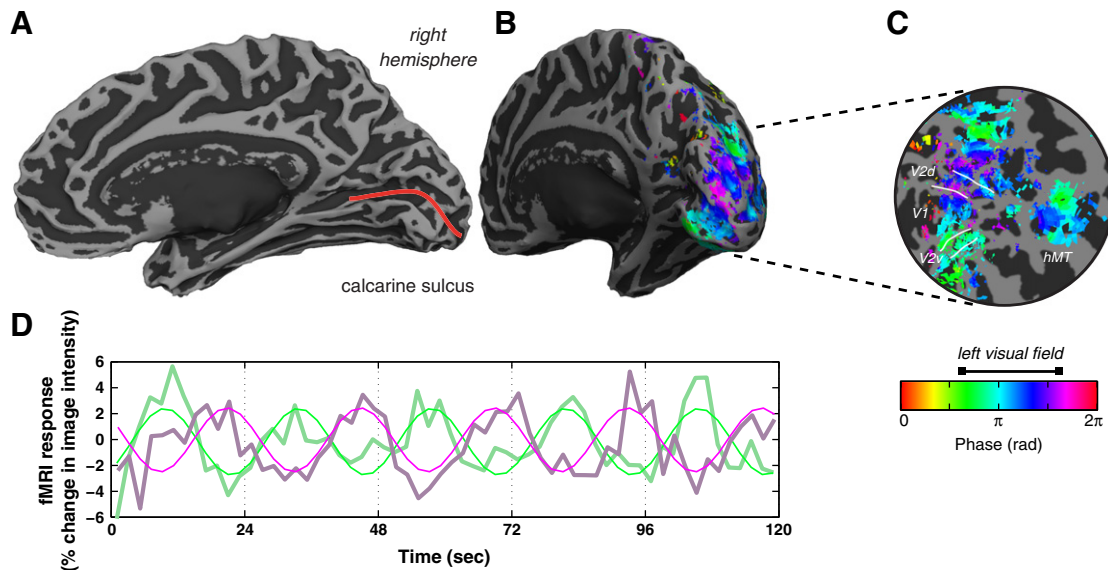 A
right
hemisphere
B
C
V2d
V1
V2v
hMT
calcarine sulcus
D
fMRI response
(% change in image intensity)
6
4
2
0
−2
−4
−6
0
24
48
72
96
120
Time (sec)
left visual field
0
π
2π
Phase (rad)